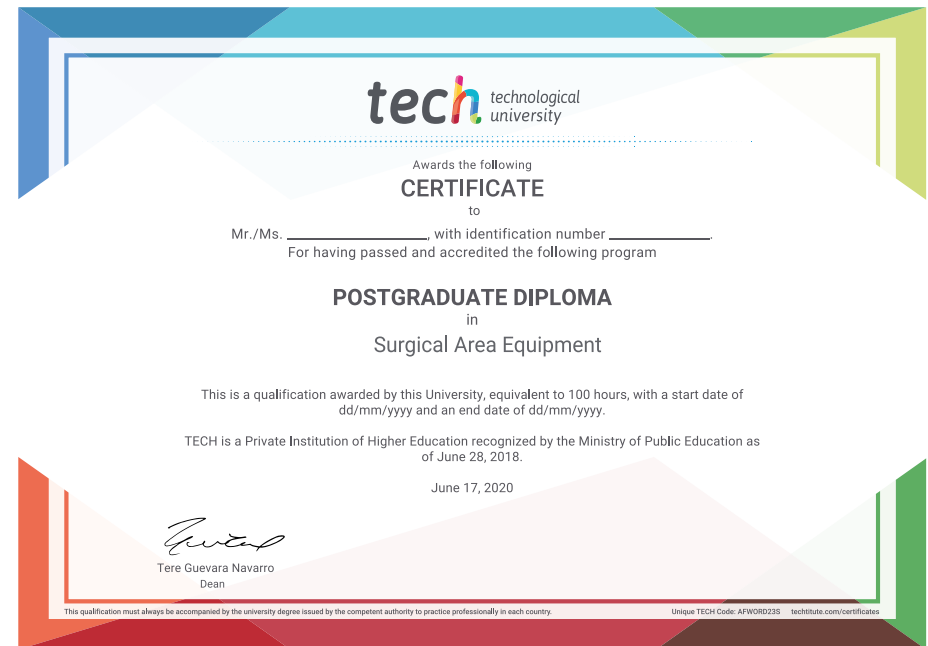 tech technological
university
Awards the following
CERTIFICATE
to
Mr./Ms. ____________________, with identification number ______________.
For having passed and accredited the following program
POSTGRADUATE DIPLOMA
in
Surgical Area Equipment
This is a qualification awarded by this University, equivalent to 100 hours, with a start date of
dd/mm/yyyy and an end date of dd/mm/yyyy.
TECH is a Private Institution of Higher Education recognized by the Ministry of Public Education as
of June 28, 2018.
June 17, 2020
Tere Guevara Navarro
Dean
This qualification must always be accompanied by the university degree issued by the competent authority to practice professionally in each country. Unique TECH Code: AFWORD23S techtitute.com/certificates